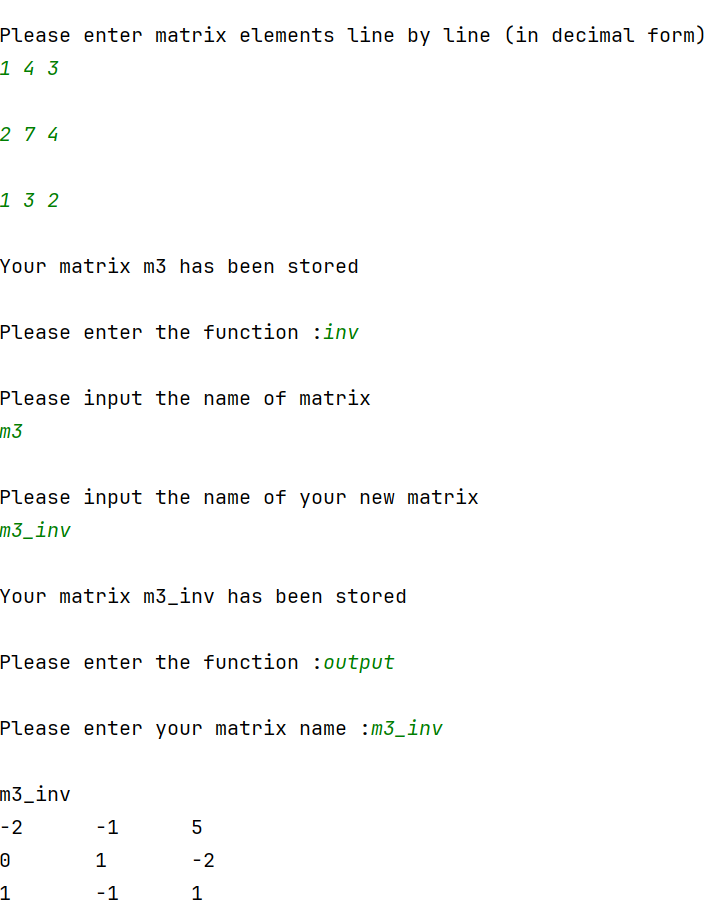 Please enter matrix elements line by line (in decimal form)
1 4 3
2 7 4
1 3 2
Your matrix m3 has been stored
Please enter the function :inv
Please input the name of matrix
m3
Please input the name of your new matrix
m3_inv
Your matrix m3_inv has been stored
Please enter the function :output
Please enter your matrix name :m3_inv
m3_inv
-2 -1 5
0 1 -2
1 -1 1